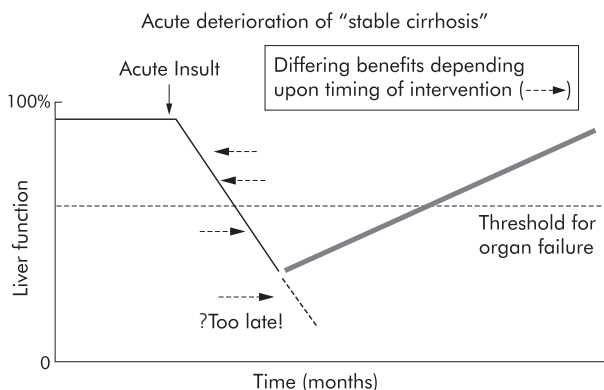 Acute deterioration of “stable cirrhosis”
Acute Insult
Differing benefits depending
upon timing of intervention ( )
100%
Liver function
Threshold for
organ failure
?Too late!
0
Time (months)